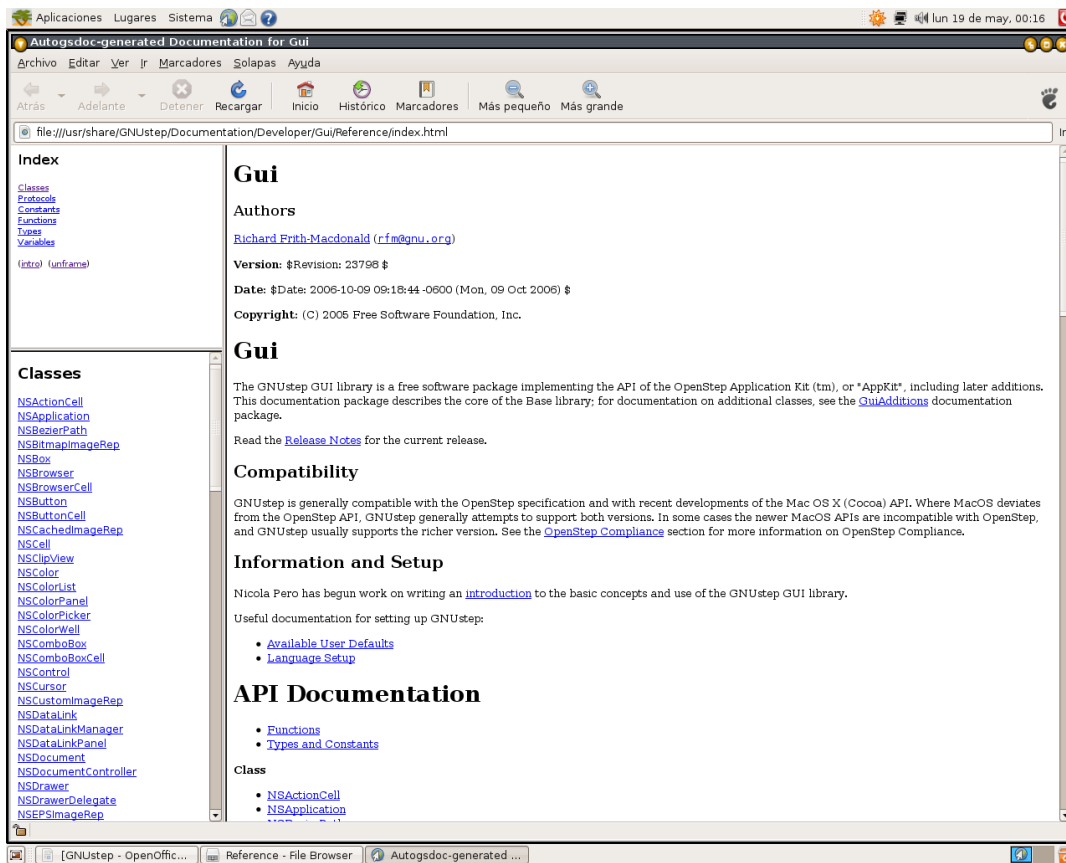 Aplicaciones Lugares Sistema
lun 19 de may, 00:16
Autogsdoc-generated Documentation for Gui
Archivo Editar Ver Ir Marcadores Solapas Ayuda
Atrás Adelante Detener Recargar Inicio Histórico Marcadores Más pequeño Más grande
file:///usr/share/GNUstep/Documentation/Developer/Gui/Reference/index.html
Index
Classes
Protocols
Constants
Functions
Types
Variables
(intro) (unframe)
Classes
NSActionCell
NSApplication
NSBezierPath
NSBitmapImageRep
NSBox
NSBrowser
NSBrowserCell
NSButton
NSButtonCell
NSCachedImageRep
NSCell
NSClipView
NSColor
NSColorList
NSColorPanel
NSColorPicker
NSColorWell
NSComboBox
NSComboBoxCell
NSControl
NSCursor
NSCustomImageRep
NSDataLink
NSDataLinkManager
NSDataLinkPanel
NSDocument
NSDocumentController
NSDrawer
NSDrawerDelegate
NSEPSImageRep
Gui
Authors
Richard Frith-Macdonald (rfm@gnu.org)
Version: $Revision: 23798 $
Date: $Date: 2006-10-09 09:18:44 -0600 (Mon, 09 Oct 2006) $
Copyright: (C) 2005 Free Software Foundation, Inc.
Gui
The GNUstep GUI library is a free software package implementing the API of the OpenStep Application Kit (tm), or "AppKit", including later additions.
This documentation package describes the core of the Base library; for documentation on additional classes, see the GuiAdditions documentation
package.
Read the Release Notes for the current release.
Compatibility
GNUstep is generally compatible with the OpenStep specification and with recent developments of the Mac OS X (Cocoa) API. Where MacOS deviates
from the OpenStep API, GNUstep generally attempts to support both versions. In some cases the newer MacOS APIs are incompatible with OpenStep,
and GNUstep usually supports the richer version. See the OpenStep Compliance section for more information on OpenStep Compliance.
Information and Setup
Nicola Pero has begun work on writing an introduction to the basic concepts and use of the GNUstep GUI library.
Useful documentation for setting up GNUstep:
Available User Defaults
Language Setup
API Documentation
Functions
Types and Constants
Class
NSActionCell
NSApplication
[GNUstep - OpenOffic... Reference - File Browser Autogsdoc-generated ...